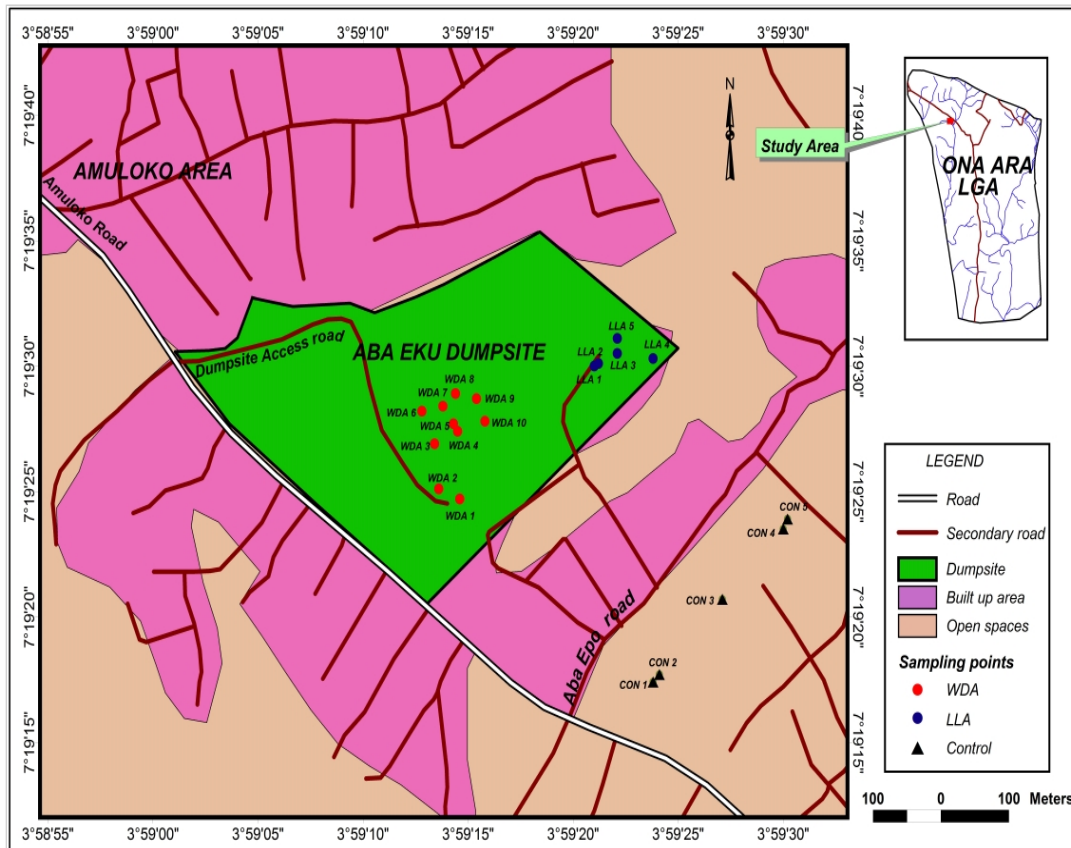 3°58'55" 3°59'00" 3°59'05" 3°59'10" 3°59'15" 3°59'20" 3°59'25" 3°59'30"
7°19'40"
7°19'35"
7°19'30"
7°19'25"
7°19'20"
7°19'15"
AMULOKO AREA
Amuloko Road
N
Dumpsite Access road
ABA EKU DUMPSITE
LLA 5
LLA 2
LLA 4
LLA 3
LLA 1
WDA 8
WDA 7
WDA 9
WDA 6
WDA 5
WDA 10
WDA 3
WDA 4
WDA 2
WDA 1
CON 5
CON 4
CON 3
CON 2
CON 1
Aba Epo road
7°19'40"
7°19'35"
7°19'30"
7°19'25"
7°19'20"
7°19'15"
3°58'55" 3°59'00" 3°59'05" 3°59'10" 3°59'15" 3°59'20" 3°59'25" 3°59'30"
Study Area
ONA ARA
LGA
LEGEND
Road
Secondary road
Dumpsite
Built up area
Open spaces
Sampling points
WDA
LLA
Control
100 0 100 Meters